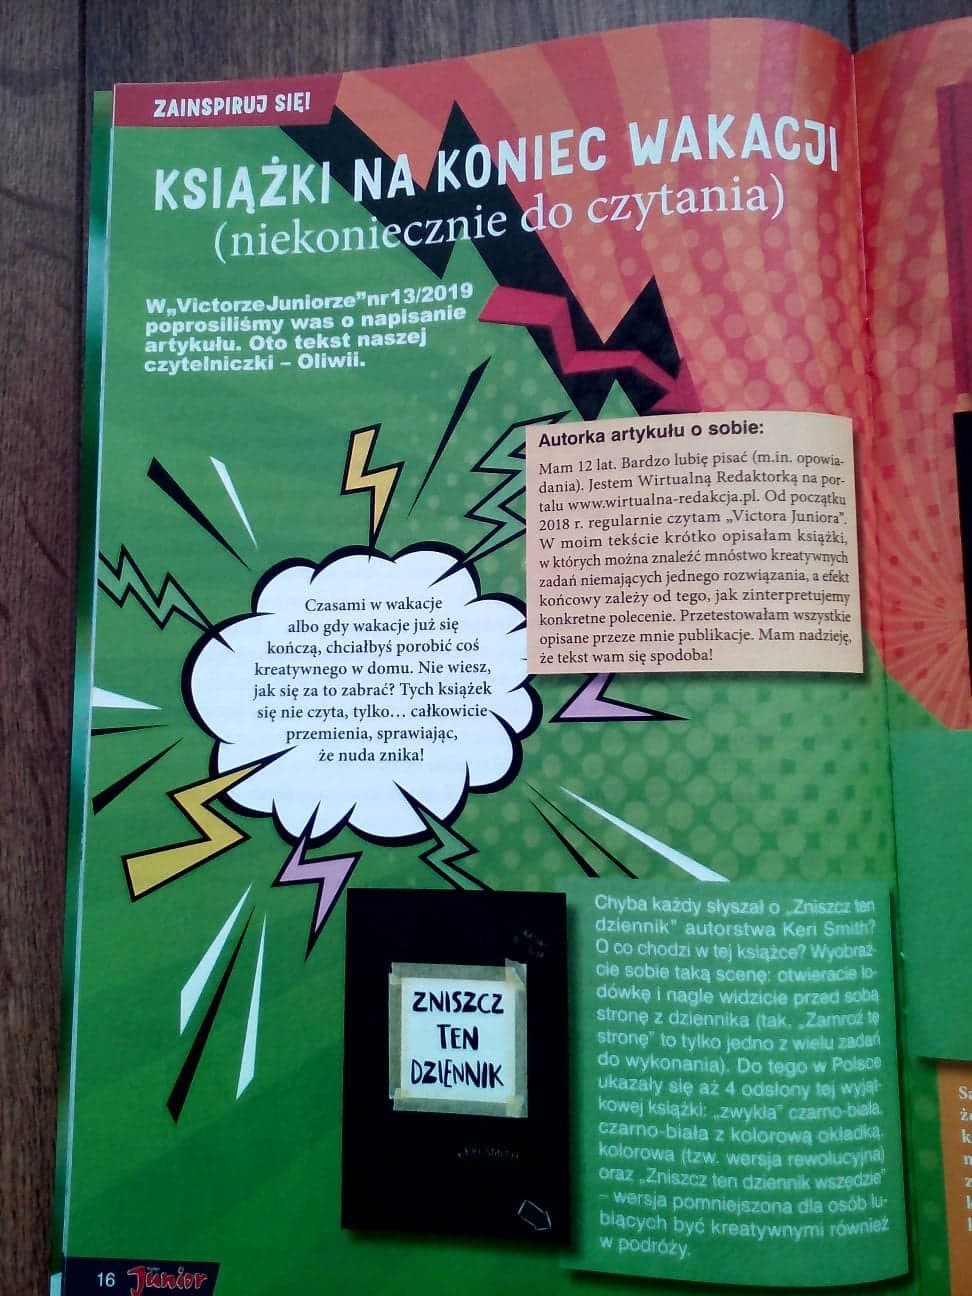 ZAINSPIRUJ SIĘ!
KSIĄŻKI NA KONIEC WAKACJI
(niekoniecznie do czytania)
W„VictorzeJuniorze”nr13/2019
poprosiliśmy was o napisanie
artykułu. Oto tekst naszej
czytelniczki – Oliwii.
Autorka artykułu o sobie:
Mam 12 lat. Bardzo lubię pisać (m.in. opowia-
dania). Jestem Wirtualną Redaktorką na por-
talu www.wirtualna-redakcja.pl. Od początku
2018 r. regularnie czytam „Victora Juniora”.
W moim tekście krótko opisałam książki,
w których można znaleźć mnóstwo kreatywnych
zadań niemających jednego rozwiązania, a efekt
końcowy zależy od tego, jak zinterpretujemy
konkretne polecenie. Przetestowałam wszystkie
opisane przeze mnie publikacje. Mam nadzieję,
że tekst wam się spodoba!
Czasami w wakacje
albo gdy wakacje już się
kończą, chciałbyś porobić coś
kreatywnego w domu. Nie wiesz,
jak się za to zabrać? Tych książek
się nie czyta, tylko… całkowicie
przemienia, sprawiając,
że nuda znika!
ZNISZCZ
TEN
DZIENNIK
KERI SMITH
Chyba każdy słyszał o „Zniszcz ten
dziennik” autorstwa Keri Smith?
O co chodzi w tej książce? Wyobraź-
cie sobie taką scenę: otwieracie lo-
dówkę i nagle widzicie przed sobą
stronę z dziennika (tak, „Zamroź tę
stronę” to tylko jedno z wielu zadań
do wykonania). Do tego w Polsce
ukazały się aż 4 odsłony tej wyjąt-
kowej książki: „zwykła” czarno-biała,
czarno-biała z kolorową okładką,
kolorowa (tzw. wersja rewolucyjna)
oraz „Zniszcz ten dziennik wszędzie”
– wersja pomniejszona dla osób lu-
biących być kreatywnymi również
w podróży.
16 Junior